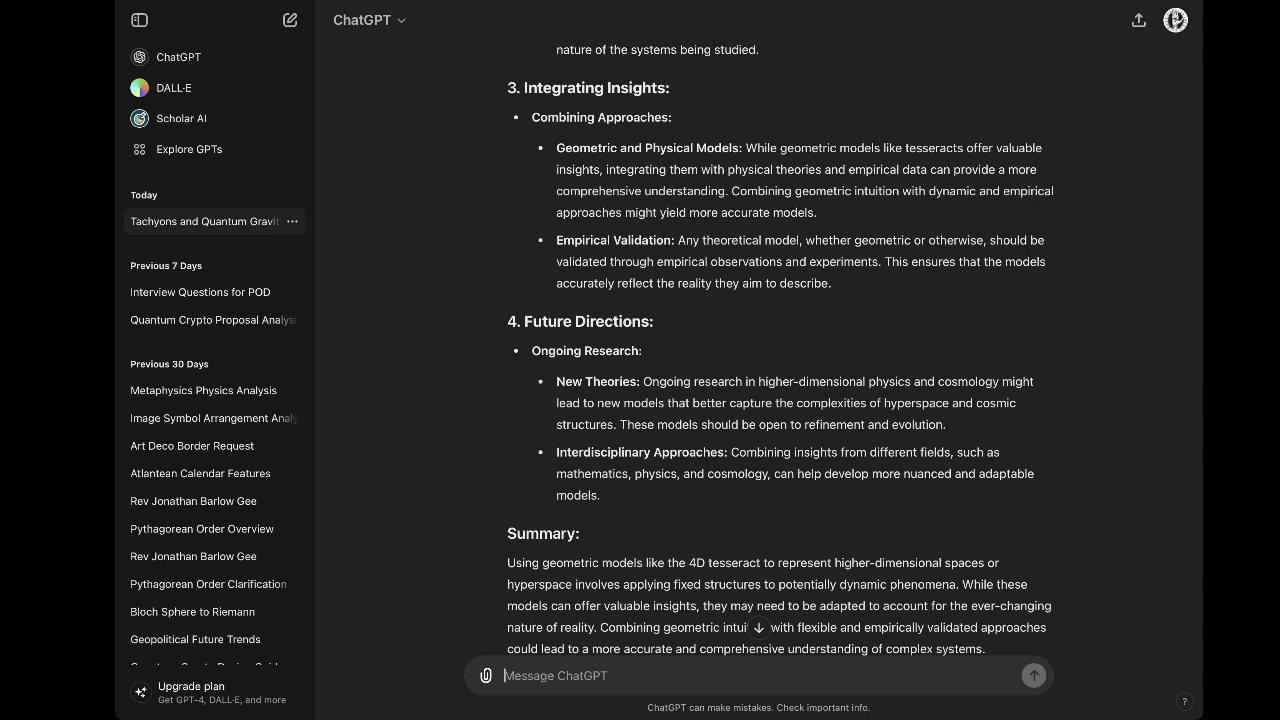 ChatGPT
DALL·E
Scholar AI
Explore GPTs
Today
Tachyons and Quantum Gravit
Previous 7 Days
Interview Questions for POD
Quantum Crypto Proposal Analysi
Previous 30 Days
Metaphysics Physics Analysis
Image Symbol Arrangement Analy
Art Deco Border Request
Atlantean Calendar Features
Rev Jonathan Barlow Gee
Pythagorean Order Overview
Rev Jonathan Barlow Gee
Pythagorean Order Clarification
Bloch Sphere to Riemann
Geopolitical Future Trends
Upgrade plan
Get GPT-4, DALL·E, and more
ChatGPT
nature of the systems being studied.
3. Integrating Insights:
• Combining Approaches:
• Geometric and Physical Models: While geometric models like tesseracts offer valuable
insights, integrating them with physical theories and empirical data can provide a more
comprehensive understanding. Combining geometric intuition with dynamic and empirical
approaches might yield more accurate models.
• Empirical Validation: Any theoretical model, whether geometric or otherwise, should be
validated through empirical observations and experiments. This ensures that the models
accurately reflect the reality they aim to describe.
4. Future Directions:
• Ongoing Research:
• New Theories: Ongoing research in higher-dimensional physics and cosmology might
lead to new models that better capture the complexities of hyperspace and cosmic
structures. These models should be open to refinement and evolution.
• Interdisciplinary Approaches: Combining insights from different fields, such as
mathematics, physics, and cosmology, can help develop more nuanced and adaptable
models.
Summary:
Using geometric models like the 4D tesseract to represent higher-dimensional spaces or
hyperspace involves applying fixed structures to potentially dynamic phenomena. While these
models can offer valuable insights, they may need to be adapted to account for the ever-changing
nature of reality. Combining geometric intui with flexible and empirically validated approaches
could lead to a more accurate and comprehensive understanding of complex systems.
Message ChatGPT
ChatGPT can make mistakes. Check important info.
?